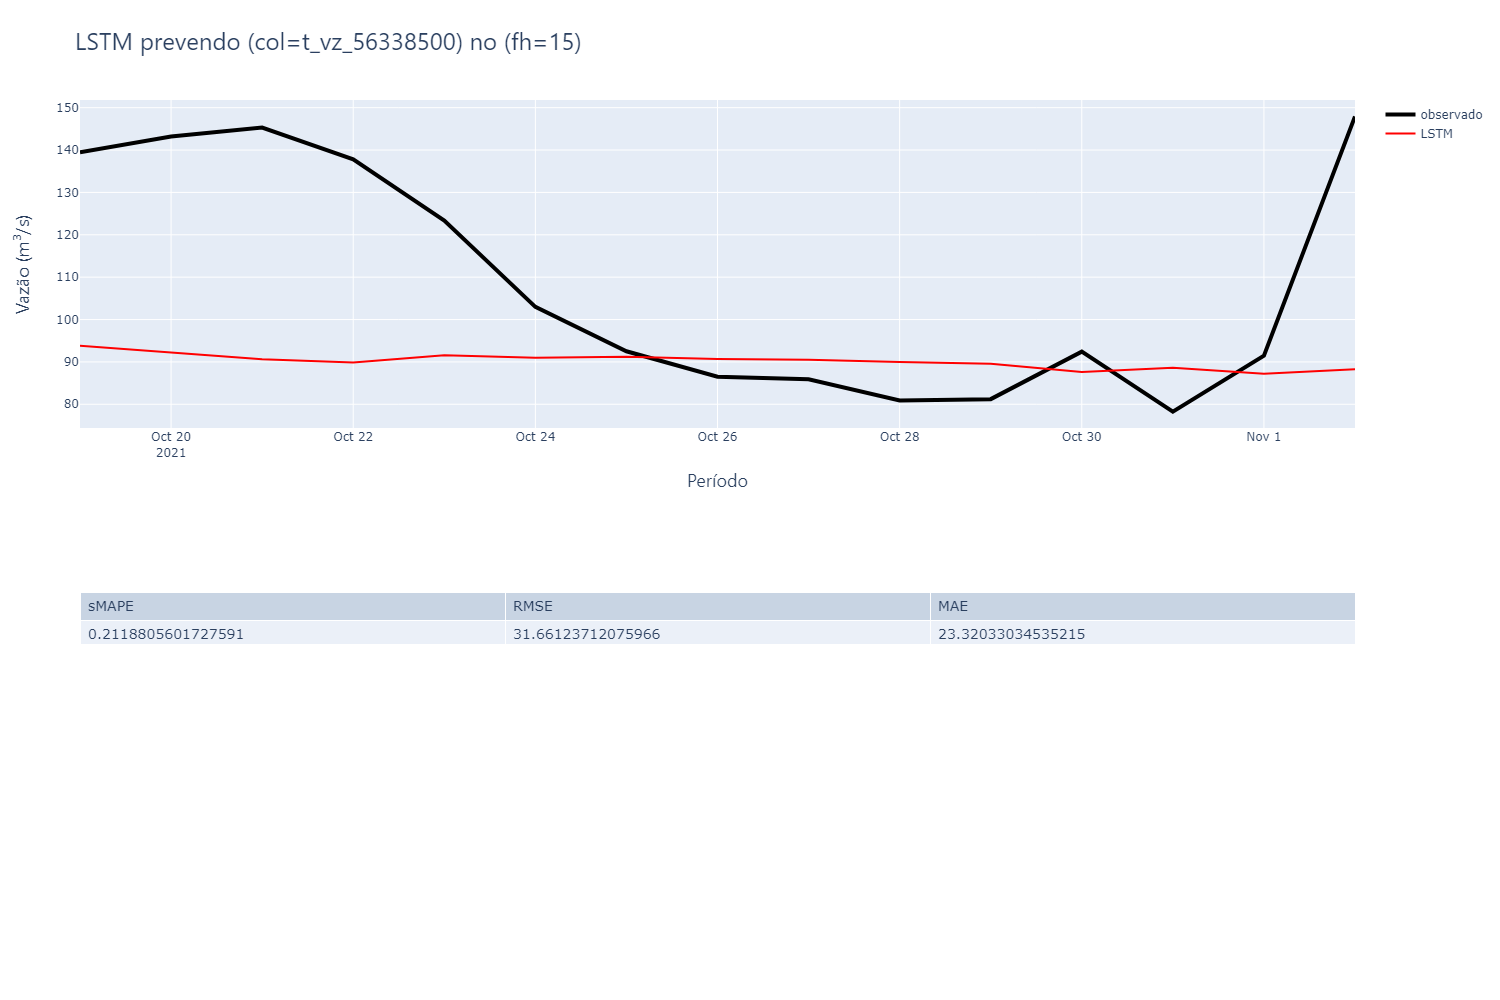 LSTM prevendo (col=t_vz_56338500) no (fh=15)
150
140
130
120
110
100
90
80
Vazão (m³/s)
Oct 20
2021
Oct 22
Oct 24
Oct 26
Oct 28
Oct 30
Nov 1
Período
observado
LSTM
sMAPE RMSE MAE
0.2118805601727591 31.66123712075966 23.32033034535215